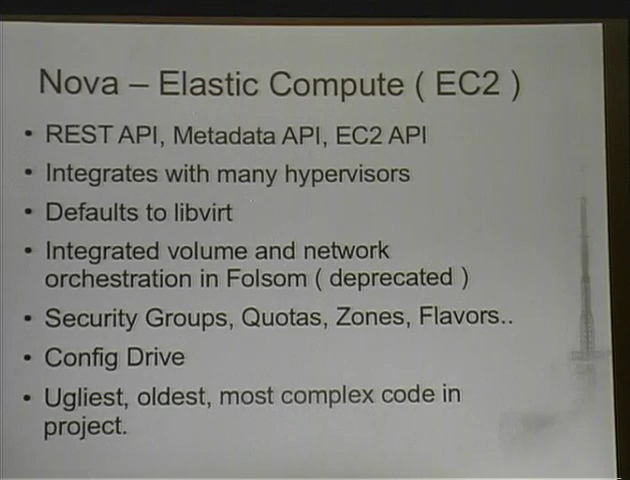 Nova – Elastic Compute ( EC2 )
• REST API, Metadata API, EC2 API
• Integrates with many hypervisors
• Defaults to libvirt
• Integrated volume and network
orchestration in Folsom ( deprecated )
• Security Groups, Quotas, Zones, Flavors..
• Config Drive
• Ugliest, oldest, most complex code in
project.